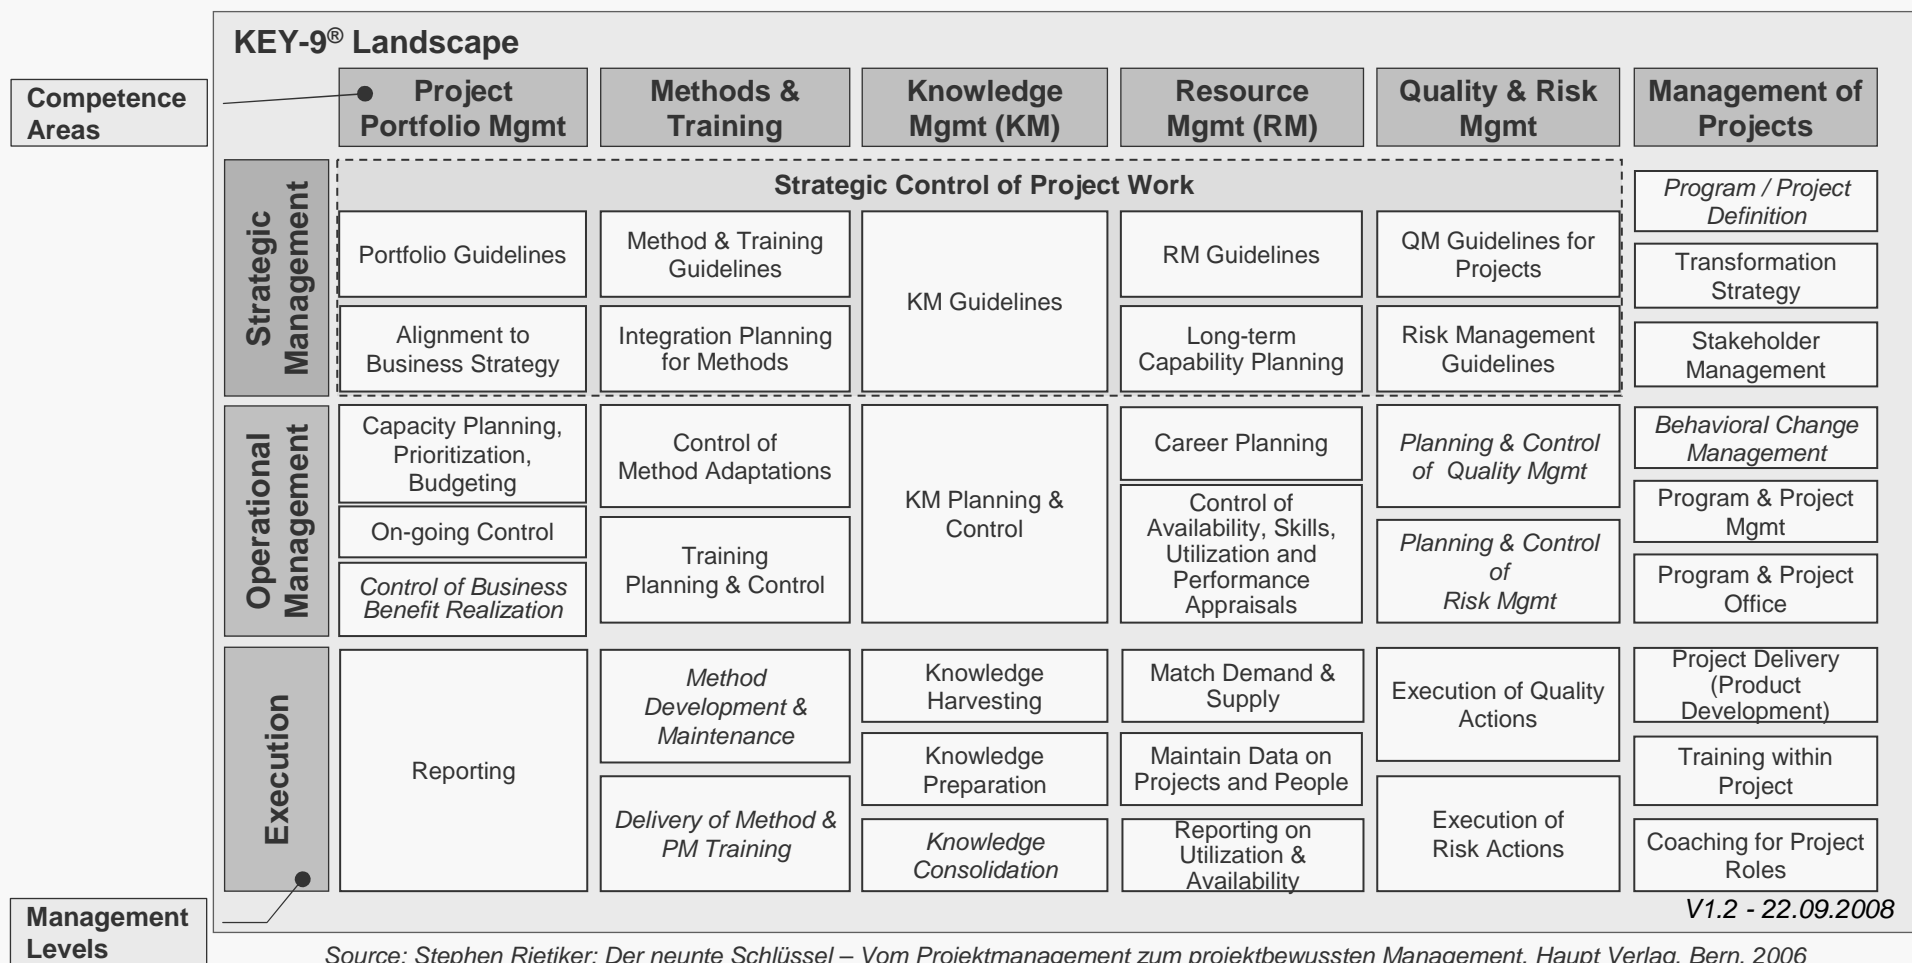 KEY-9® Landscape
Competence
Areas
Project
Portfolio Mgmt
Methods &
Training
Knowledge
Mgmt (KM)
Resource
Mgmt (RM)
Quality & Risk
Mgmt
Management of
Projects
Strategic
Management
Strategic Control of Project Work
Portfolio Guidelines
Method & Training
Guidelines
KM Guidelines
RM Guidelines
QM Guidelines for
Projects
Program / Project
Definition
Transformation
Strategy
Alignment to
Business Strategy
Integration Planning
for Methods
Long-term
Capability Planning
Risk Management
Guidelines
Stakeholder
Management
Operational
Management
Capacity Planning,
Prioritization,
Budgeting
On-going Control
Control of Business
Benefit Realization
Control of
Method Adaptations
Training
Planning & Control
KM Planning &
Control
Career Planning
Control of
Availability, Skills,
Utilization and
Performance
Appraisals
Planning & Control
of  Quality Mgmt
Planning & Control
of
Risk Mgmt
Behavioral Change
Management
Program & Project
Mgmt
Program & Project
Office
Execution
Reporting
Method
Development &
Maintenance
Delivery of Method &
PM Training
Knowledge
Harvesting
Knowledge
Preparation
Knowledge
Consolidation
Match Demand &
Supply
Maintain Data on
Projects and People
Reporting on
Utilization &
Availability
Execution of Quality
Actions
Execution of
Risk Actions
Project Delivery
(Product
Development)
Training within
Project
Coaching for Project
Roles
Management
Levels
V1.2 - 22.09.2008
Source: Stephen Rietiker: Der neunte Schlüssel – Vom Projektmanagement zum projektbewussten Management, Haupt Verlag, Bern, 2006